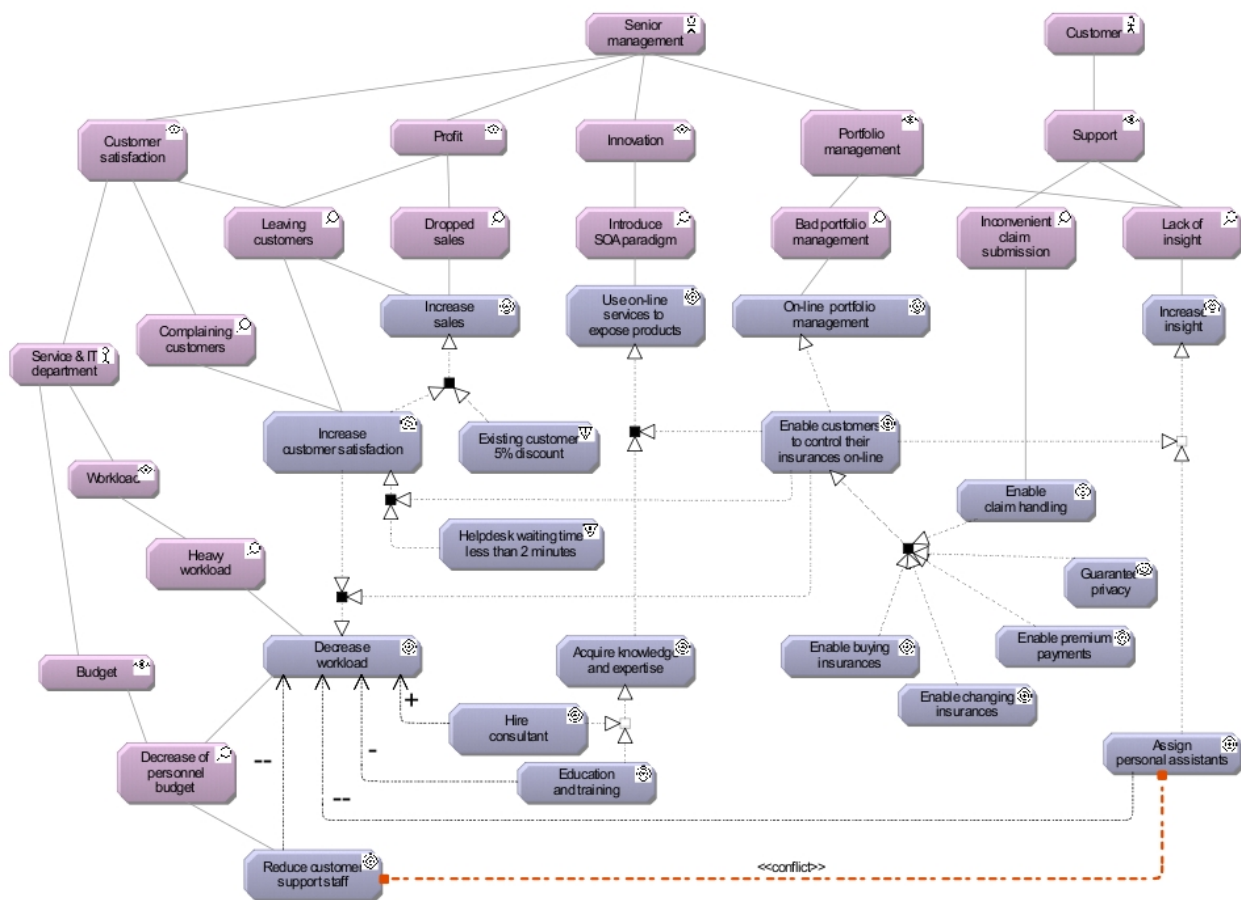 Senior
management
Customer
Customer
satisfaction
Profit
Innovation
Portfolio
management
Support
Leaving
customers
Dropped
sales
Introduce
SOA paradigm
Bad portfolio
management
Inconvenient
claim
submission
Lack of
insight
Increase
sales
Use on-line
services to
expose products
On-line portfolio
management
Increase
insight
Complaining
customers
Service & IT
department
Increase
customer satisfaction
Existing customer
5% discount
Enable customers
to control their
insurances on-line
Workload
Enable
claim handling
Helpdesk waiting time
less than 2 minutes
Heavy
workload
Guarantee
privacy
Decrease
workload
Acquire knowledge
and expertise
Enable buying
insurances
Enable premium
payments
Budget
Enable changing
insurances
+
Hire
consultant
Decrease of
personnel
budget
--
-
Education
and training
Assign
personal assistants
--
Reduce customer
support staff
<<conflict>>